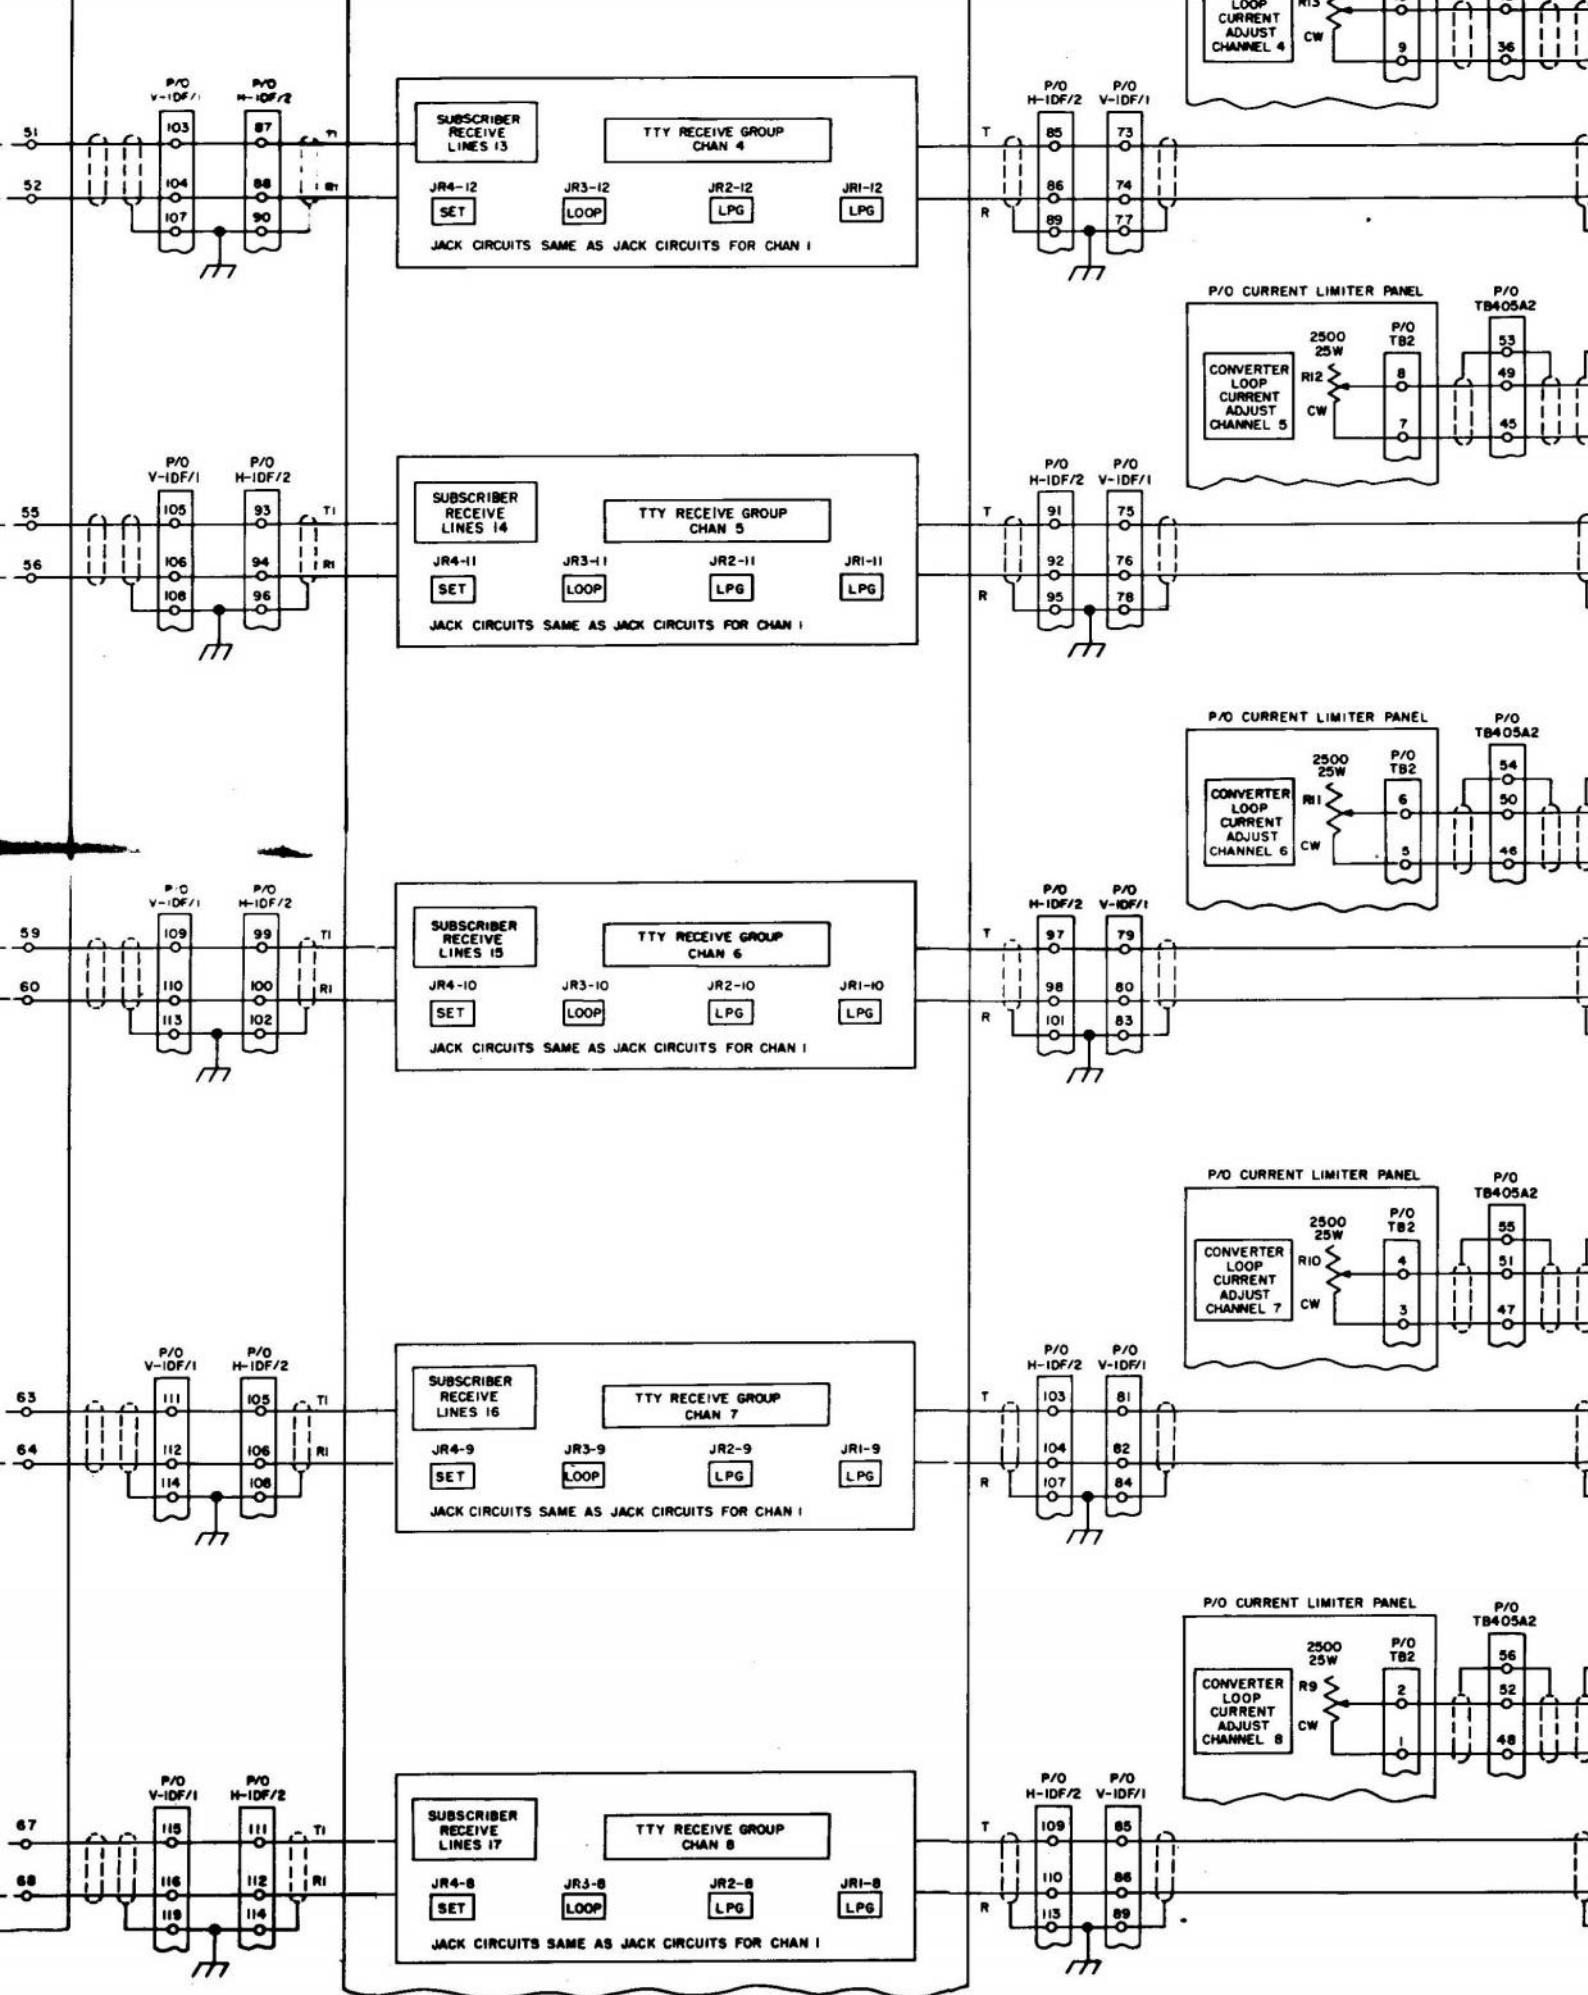 LOOP
CURRENT
ADJUST
CHANNEL 4
R13
CW
9
36
P/O
V-IDF/1
P/O
H-IDF/2
51
52
103
87
104
88
107
90
SUBSCRIBER
RECEIVE
LINES 13
TTY RECEIVE GROUP
CHAN 4
JR4-12
JR3-12
JR2-12
JR1-12
SET
LOOP
LPG
LPG
JACK CIRCUITS SAME AS JACK CIRCUITS FOR CHAN 1
T
R
P/O
H-IDF/2
P/O
V-IDF/1
85
73
86
74
89
77
P/O CURRENT LIMITER PANEL
P/O
TB405A2
CONVERTER
LOOP
CURRENT
ADJUST
CHANNEL 5
2500
25W
R12
CW
P/O
TB2
8
7
53
49
45
55
56
P/O
V-IDF/1
P/O
H-IDF/2
105
93
106
94
108
96
T1
R1
SUBSCRIBER
RECEIVE
LINES 14
TTY RECEIVE GROUP
CHAN 5
JR4-11
JR3-11
JR2-11
JR1-11
SET
LOOP
LPG
LPG
JACK CIRCUITS SAME AS JACK CIRCUITS FOR CHAN 1
T
R
P/O
H-IDF/2
P/O
V-IDF/1
91
75
92
76
95
78
P/O CURRENT LIMITER PANEL
P/O
TB405A2
CONVERTER
LOOP
CURRENT
ADJUST
CHANNEL 6
2500
25W
R11
CW
P/O
TB2
6
5
54
50
46
59
60
P/O
V-IDF/1
P/O
H-IDF/2
109
99
110
100
113
102
T1
R1
SUBSCRIBER
RECEIVE
LINES 15
TTY RECEIVE GROUP
CHAN 6
JR4-10
JR3-10
JR2-10
JR1-10
SET
LOOP
LPG
LPG
JACK CIRCUITS SAME AS JACK CIRCUITS FOR CHAN 1
T
R
P/O
H-IDF/2
P/O
V-IDF/1
97
79
98
80
101
83
P/O CURRENT LIMITER PANEL
P/O
TB405A2
CONVERTER
LOOP
CURRENT
ADJUST
CHANNEL 7
2500
25W
R10
CW
P/O
TB2
4
3
55
51
47
63
64
P/O
V-IDF/1
P/O
H-IDF/2
111
105
112
106
114
108
T1
R1
SUBSCRIBER
RECEIVE
LINES 16
TTY RECEIVE GROUP
CHAN 7
JR4-9
JR3-9
JR2-9
JR1-9
SET
LOOP
LPG
LPG
JACK CIRCUITS SAME AS JACK CIRCUITS FOR CHAN 1
T
R
P/O
H-IDF/2
P/O
V-IDF/1
103
81
104
82
107
84
P/O CURRENT LIMITER PANEL
P/O
TB405A2
CONVERTER
LOOP
CURRENT
ADJUST
CHANNEL 8
2500
25W
R9
CW
P/O
TB2
2
1
56
52
48
67
68
P/O
V-IDF/1
P/O
H-IDF/2
115
111
116
112
119
114
T1
R1
SUBSCRIBER
RECEIVE
LINES 17
TTY RECEIVE GROUP
CHAN 8
JR4-8
JR3-8
JR2-8
JR1-8
SET
LOOP
LPG
LPG
JACK CIRCUITS SAME AS JACK CIRCUITS FOR CHAN 1
T
R
P/O
H-IDF/2
P/O
V-IDF/1
109
85
110
86
113
89